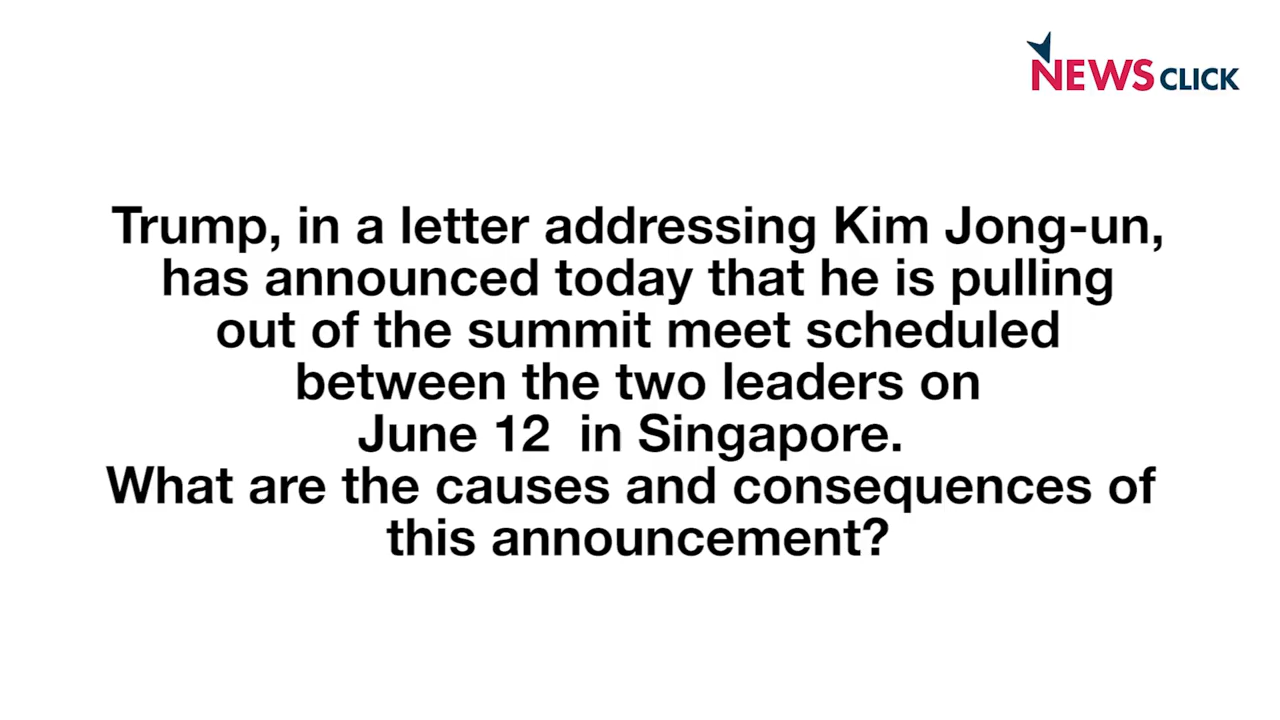 NEWS CLICK
Trump, in a letter addressing Kim Jong-un,
has announced today that he is pulling
out of the summit meet scheduled
between the two leaders on
June 12  in Singapore.
What are the causes and consequences of
this announcement?